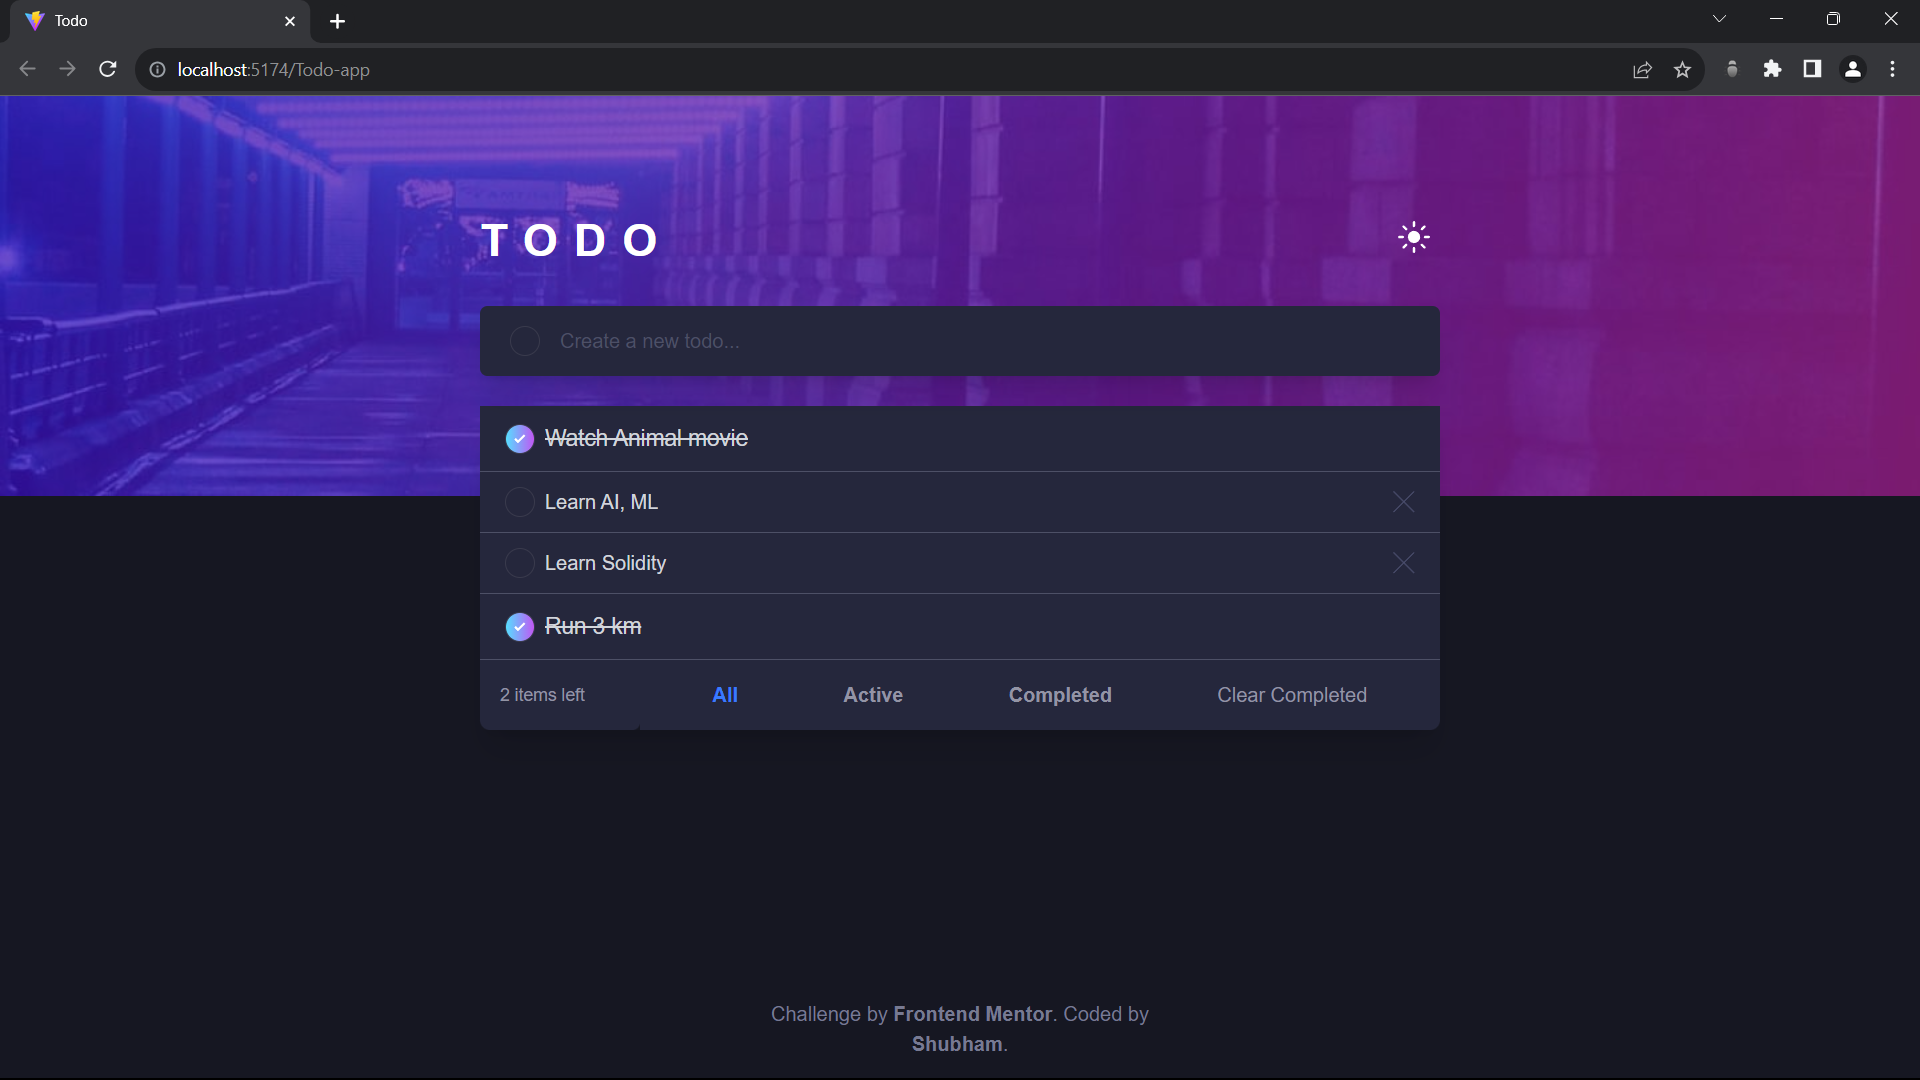 Todo
localhost:5174/Todo-app
TODO
Create a new todo...
Watch Animal movie
Learn AI, ML
Learn Solidity
Run 3 km
2 items left All Active Completed Clear Completed
Challenge by Frontend Mentor. Coded by
Shubham.